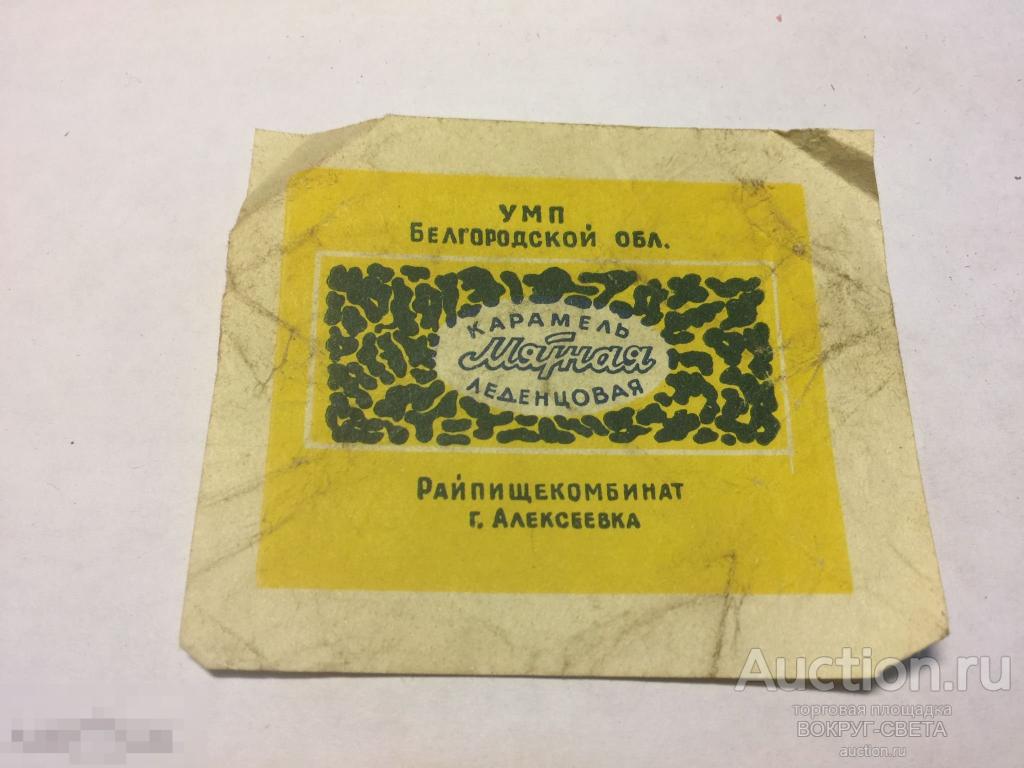 УМП
БЕЛГОРОДСКОЙ ОБЛ.
КАРАМЕЛЬ
Мятная
ЛЕДЕНЦОВАЯ
РАЙПИЩЕКОМБИНАТ
Г. АЛЕКСЕЕВКА
Auction.ru
торговая площадка
ВОКРУГ-СВЕТА
auction.ru